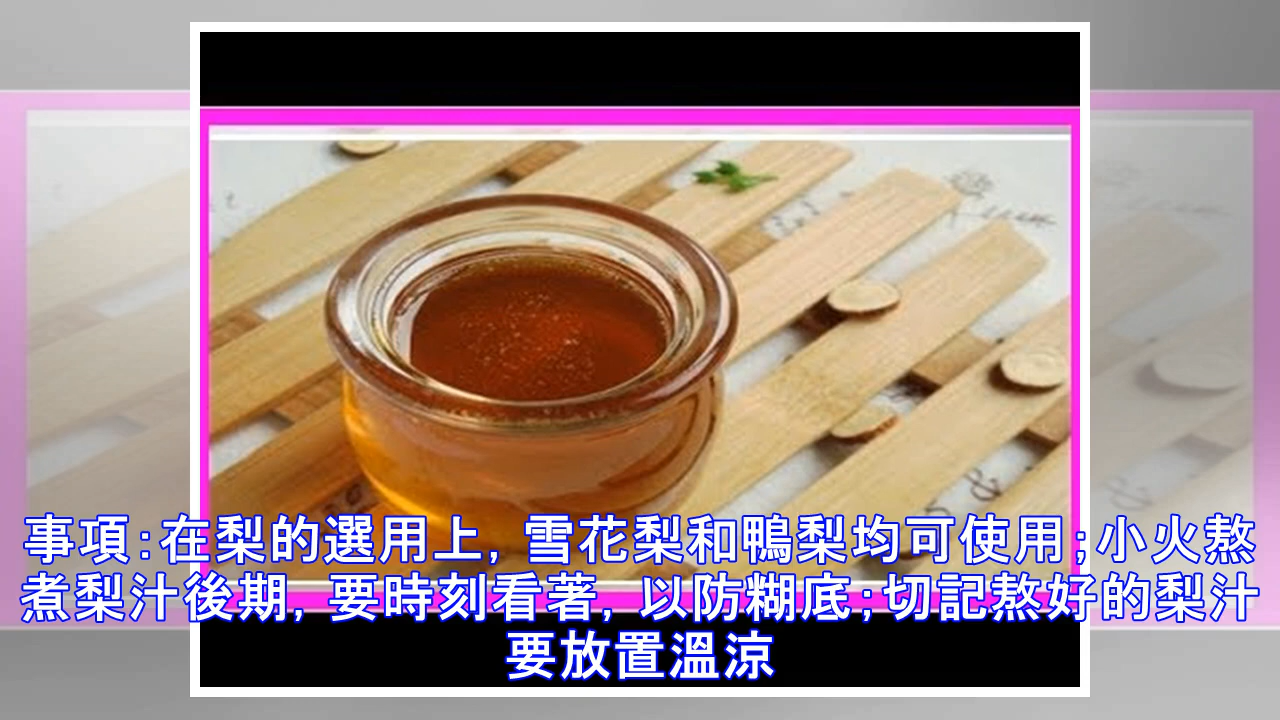 事項:在梨的選用上,雪花梨和鴨梨均可使用;小火熬
煮梨汁後期,要時刻看著,以防糊底;切記熬好的梨汁
要放置溫涼